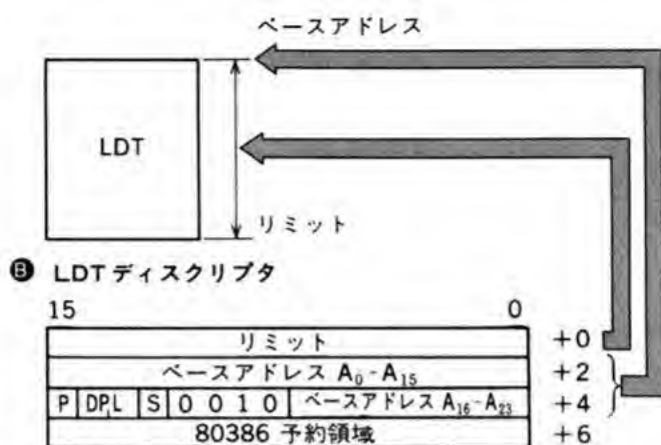 ベースアドレス
LDT
リミット
Ⓑ LDTディスクリプタ
15 0
リミット +0
ベースアドレス A₀-A₁₅ +2
P DPL S 0 0 1 0 ベースアドレス A₁₆-A₂₃ +4
80386 予約領域 +6